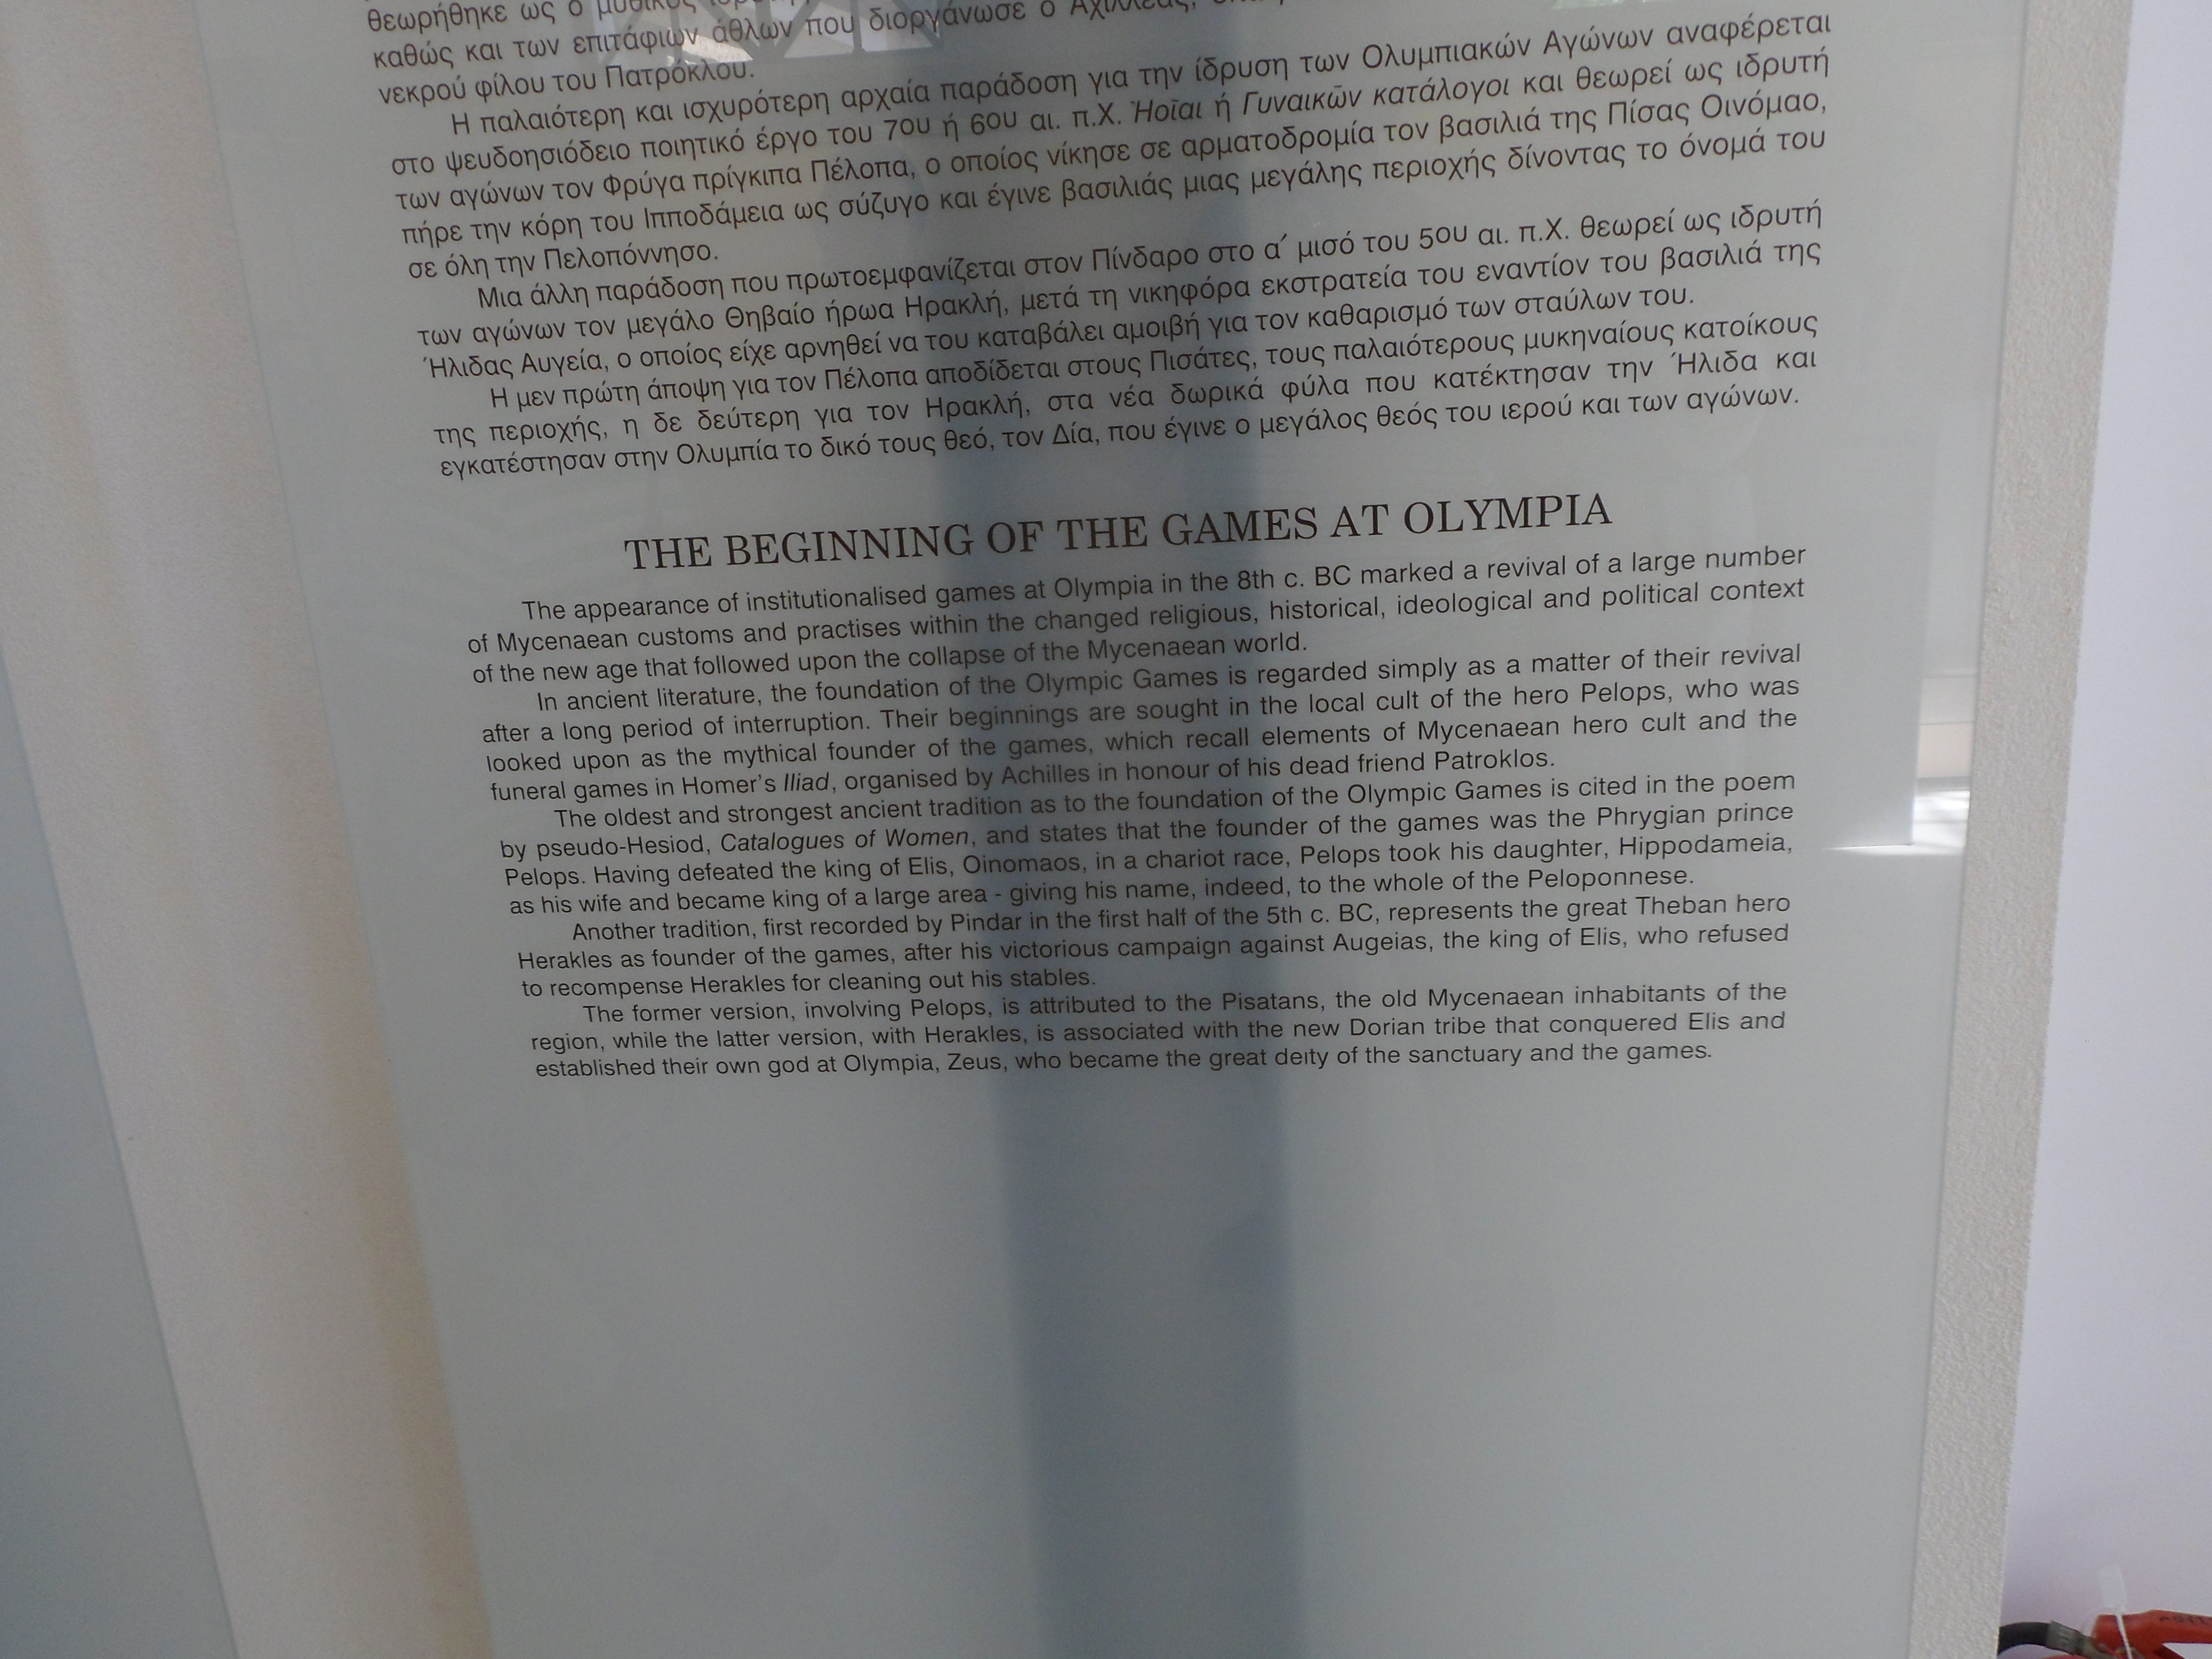 θεωρήθηκε ως ο μυθικός
καθώς και των επιτάφιων άθλων που διοργάνωσε ο Αχιλλέας,
νεκρού φίλου του Πατρόκλου.
Η παλαιότερη και ισχυρότερη αρχαία παράδοση για την ίδρυση των Ολυμπιακών Αγώνων αναφέρεται
στο ψευδοησιόδειο ποιητικό έργο του 7ου ή 6ου αι. π.Χ. Ἠοῖαι ή Γυναικῶν κατάλογοι και θεωρεί ως ιδρυτή
των αγώνων τον Φρύγα πρίγκιπα Πέλοπα, ο οποίος νίκησε σε αρματοδρομία τον βασιλιά της Πίσας Οινόμαο,
πήρε την κόρη του Ιπποδάμεια ως σύζυγο και έγινε βασιλιάς μιας μεγάλης περιοχής δίνοντας το όνομά του
σε όλη την Πελοπόννησο.
Μια άλλη παράδοση που πρωτοεμφανίζεται στον Πίνδαρο στο α΄ μισό του 5ου αι. π.Χ. θεωρεί ως ιδρυτή
των αγώνων τον μεγάλο Θηβαίο ήρωα Ηρακλή, μετά τη νικηφόρα εκστρατεία του εναντίον του βασιλιά της
Ήλιδας Αυγεία, ο οποίος είχε αρνηθεί να του καταβάλει αμοιβή για τον καθαρισμό των σταύλων του.
Η μεν πρώτη άποψη για τον Πέλοπα αποδίδεται στους Πισάτες, τους παλαιότερους μυκηναίους κατοίκους
της περιοχής, η δε δεύτερη για τον Ηρακλή, στα νέα δωρικά φύλα που κατέκτησαν την Ήλιδα και
εγκατέστησαν στην Ολυμπία το δικό τους θεό, τον Δία, που έγινε ο μεγάλος θεός του ιερού και των αγώνων.
THE BEGINNING OF THE GAMES AT OLYMPIA
The appearance of institutionalised games at Olympia in the 8th c. BC marked a revival of a large number
of Mycenaean customs and practises within the changed religious, historical, ideological and political context
of the new age that followed upon the collapse of the Mycenaean world.
In ancient literature, the foundation of the Olympic Games is regarded simply as a matter of their revival
after a long period of interruption. Their beginnings are sought in the local cult of the hero Pelops, who was
looked upon as the mythical founder of the games, which recall elements of Mycenaean hero cult and the
funeral games in Homer's Iliad, organised by Achilles in honour of his dead friend Patroklos.
The oldest and strongest ancient tradition as to the foundation of the Olympic Games is cited in the poem
by pseudo-Hesiod, Catalogues of Women, and states that the founder of the games was the Phrygian prince
Pelops. Having defeated the king of Elis, Oinomaos, in a chariot race, Pelops took his daughter, Hippodameia,
as his wife and became king of a large area - giving his name, indeed, to the whole of the Peloponnese.
Another tradition, first recorded by Pindar in the first half of the 5th c. BC, represents the great Theban hero
Herakles as founder of the games, after his victorious campaign against Augeias, the king of Elis, who refused
to recompense Herakles for cleaning out his stables.
The former version, involving Pelops, is attributed to the Pisatans, the old Mycenaean inhabitants of the
region, while the latter version, with Herakles, is associated with the new Dorian tribe that conquered Elis and
established their own god at Olympia, Zeus, who became the great deity of the sanctuary and the games.